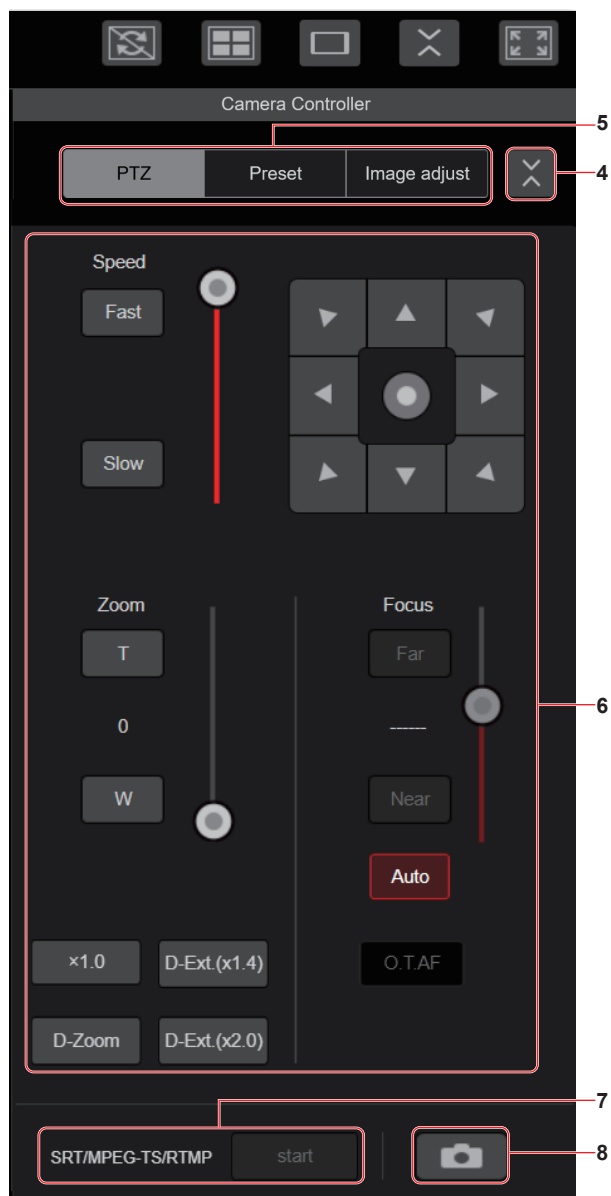 Camera Controller
5
PTZ Preset Image adjust
4
Speed
Fast
Slow
Zoom Focus
T Far
0 ------
6
W Near
Auto
×1.0 D-Ext.(x1.4) O.T.AF
D-Zoom D-Ext.(x2.0)
7
SRT/MPEG-TS/RTMP start
8